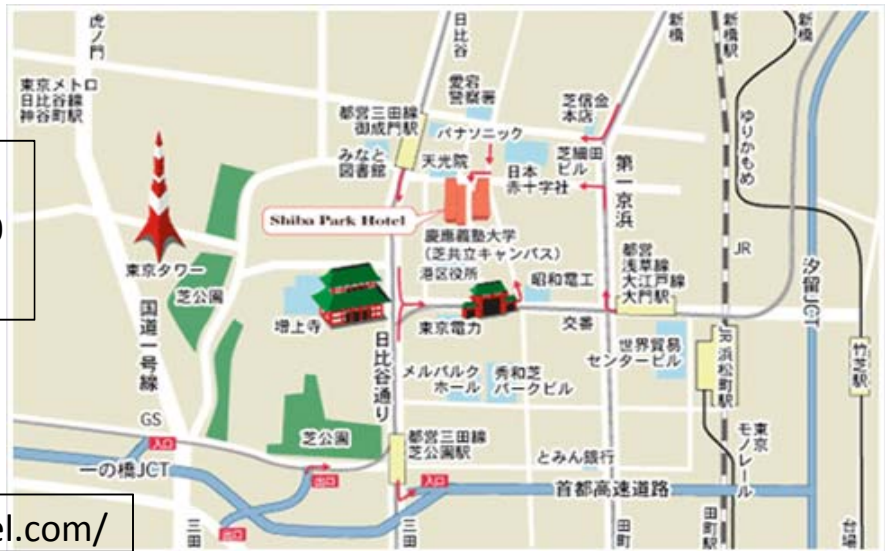 虎ノ門
日比谷
新橋
新橋駅
新橋
東京メトロ
日比谷線
神谷町駅
愛宕
警察署
都営三田線
御成門駅
芝信金
本店
パナソニック
みなと
図書館
天光院
日本
赤十字社
芝細田
ビル
第一京浜
ゆりかもめ
Shiba Park Hotel
慶應義塾大学
(芝共立キャンパス)
港区役所
東京タワー
芝公園
国道一号線
増上寺
昭和電工
都営
浅草線
大江戸線
大門駅
JR
汐留JCT
東京電力
交番
日比谷通り
世界貿易
センタービル
JR浜松町駅
竹芝駅
メルパルク
ホール
秀和芝
パークビル
GS
入口
芝公園
都営三田線
芝公園駅
とみん銀行
東京
モノレール
一の橋JCT
出口
入口
首都高速道路
出口
三田
三田
田町
田町駅
台場
)
el.com/